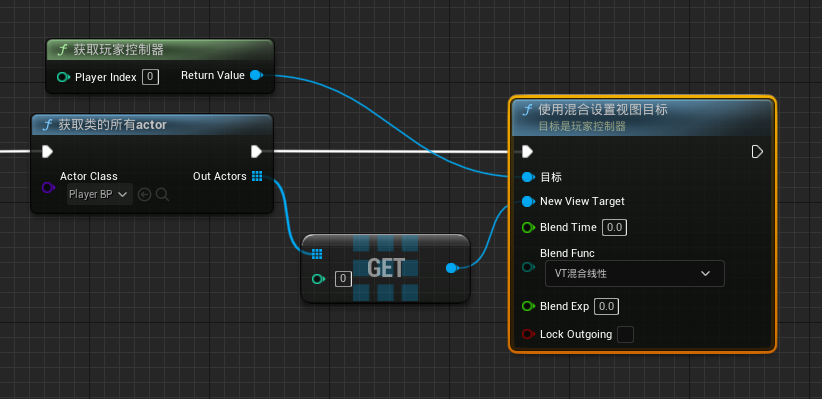 f 获取玩家控制器
Player Index 0 Return Value
f 获取类的所有actor
Actor Class Out Actors
Player BP
GET
0
f 使用混合设置视图目标
目标是玩家控制器
目标
New View Target
Blend Time 0.0
Blend Func
VT混合线性
Blend Exp 0.0
Lock Outgoing